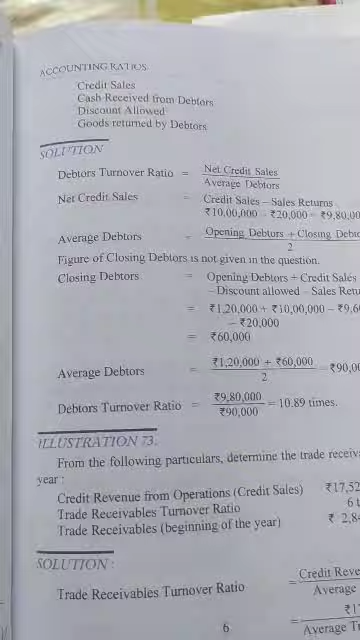 ACCOUNTING RATIOS
Credit Sales
Cash Received from Debtors
Discount Allowed
Goods returned by Debtors
SOLUTION
Debtors Turnover Ratio = Net Credit Sales
Average Debtors
Net Credit Sales = Credit Sales – Sales Returns
₹10,00,000 – ₹20,000 = ₹9,80,00
Average Debtors = Opening Debtors + Closing
2
Figure of Closing Debtors is not given in the question.
Closing Debtors = Opening Debtors + Credit Sales
– Discount allowed – Sales
= ₹1,20,000 + ₹10,00,000 – ₹9,6
– ₹20,000
= ₹60,000
Average Debtors = ₹1,20,000 + ₹60,000
2
= ₹90,00
Debtors Turnover Ratio = ₹9,80,000
₹90,000
= 10.89 times.
ILLUSTRATION 73.
From the following particulars, determine the trade
year :
Credit Revenue from Operations (Credit Sales) ₹17,52
Trade Receivables Turnover Ratio 6
Trade Receivables (beginning of the year) ₹ 2,8
SOLUTION :
Trade Receivables Turnover Ratio = Credit
Average
= ₹1
Average
6